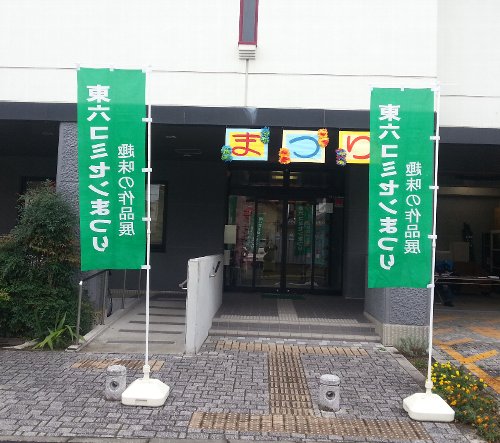 東六コミセンまつり
趣味の作品展
まつり
東六コミセンまつり
趣味の作品展